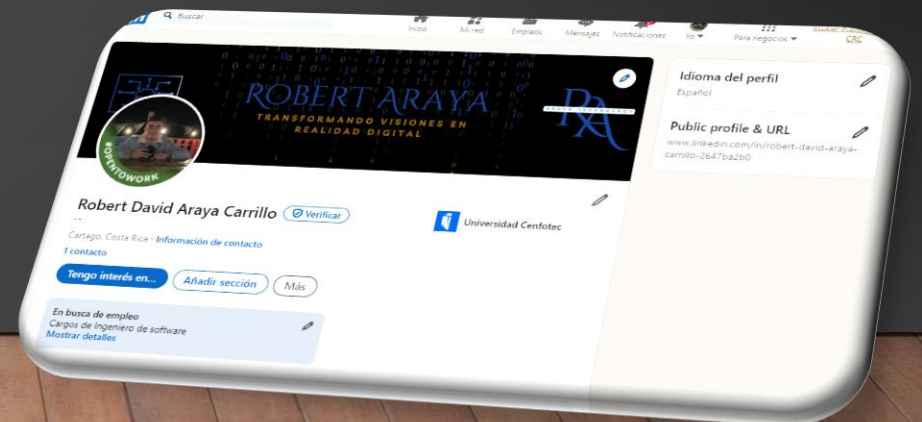 Buscar
Inicio
Mi red
Empleos
Mensajes
Notificaciones
Yo
Para negocios
ROBERT ARAYA
TRANSFORMANDO VISIONES EN
REALIDAD DIGITAL
RA
#OPENTOWORK
Robert David Araya Carrillo
Verificar
Universidad Cenfotec
--
Cartago, Costa Rica · Información de contacto
1 contacto
Tengo interés en...
Añadir sección
Más
En busca de empleo
Cargos de Ingeniero de software
Mostrar detalles
Idioma del perfil
Español
Public profile & URL
www.linkedin.com/in/robert-david-araya-
carrillo-2647ba2b0